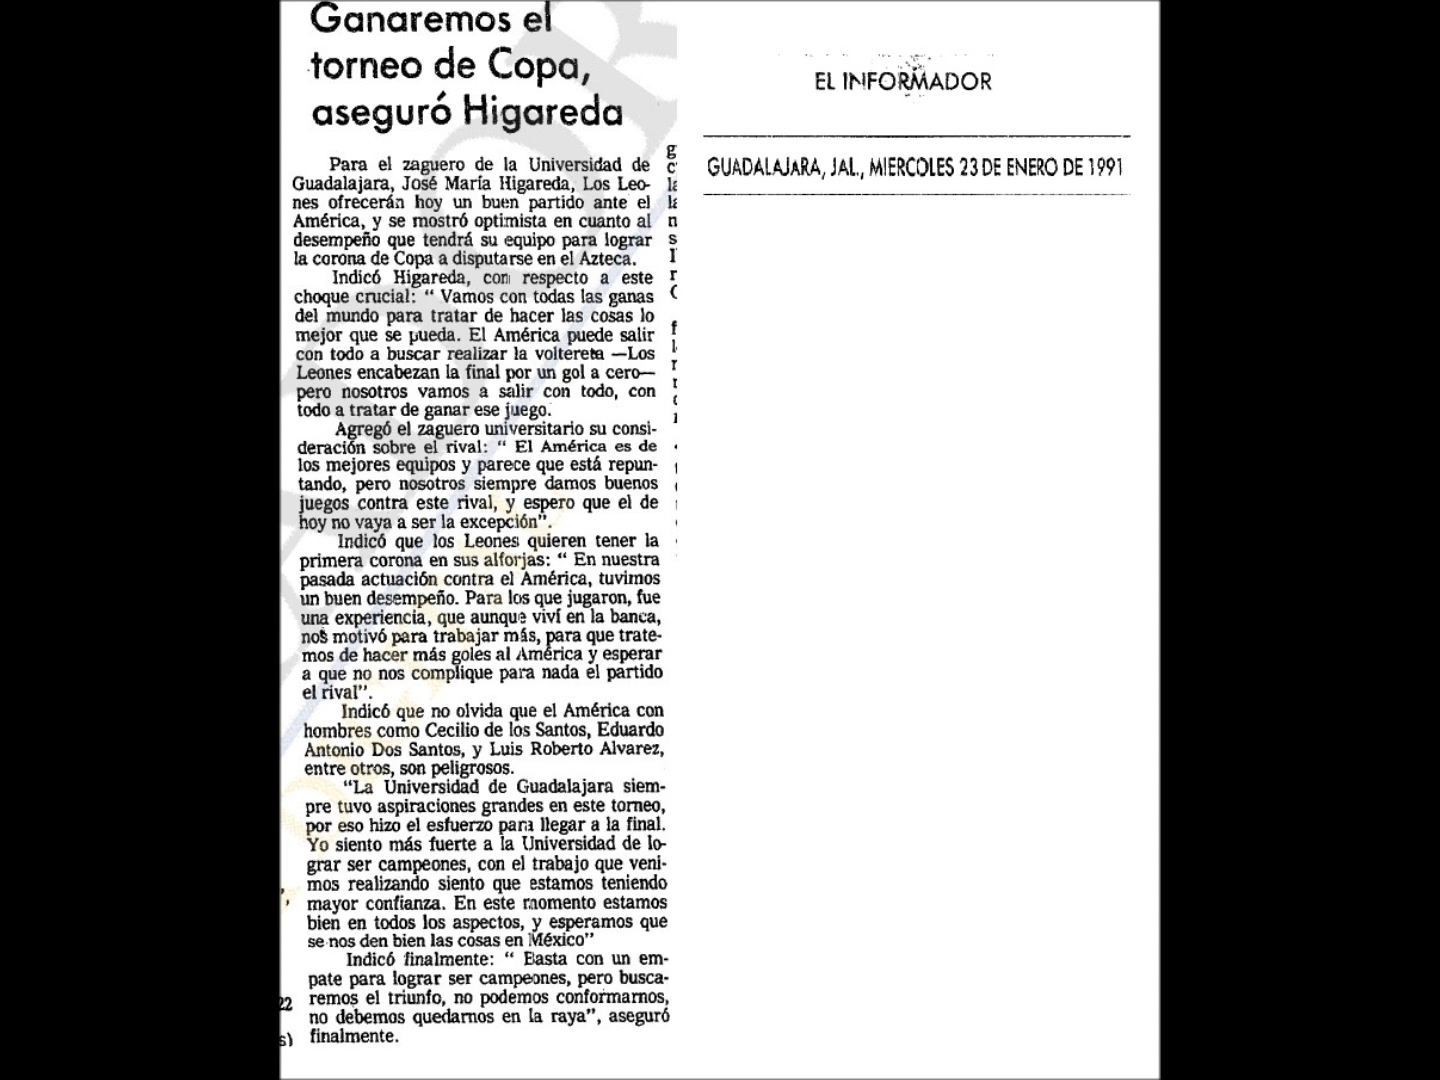 Ganaremos el
torneo de Copa,
aseguró Higareda
Para el zaguero de la Universidad de
Guadalajara, José María Higareda, Los Leo-
nes ofrecerán hoy un buen partido ante el
América, y se mostró optimista en cuanto al
desempeño que tendrá su equipo para lograr
la corona de Copa a disputarse en el Azteca.
Indicó Higareda, con respecto a este
choque crucial: “ Vamos con todas las ganas
del mundo para tratar de hacer las cosas lo
mejor que se pueda. El América puede salir
con todo a buscar realizar la voltereta —Los
Leones encabezan la final por un gol a cero—
pero nosotros vamos a salir con todo, con
todo a tratar de ganar ese juego.
Agregó el zaguero universitario su consi-
deración sobre el rival: “ El América es de
los mejores equipos y parece que está repun-
tando, pero nosotros siempre damos buenos
juegos contra este rival, y espero que el de
hoy no vaya a ser la excepción”.
Indicó que los Leones quieren tener la
primera corona en sus alforjas: “ En nuestra
pasada actuación contra el América, tuvimos
un buen desempeño. Para los que jugaron, fue
una experiencia, que aunque viví en la banca,
nos motivó para trabajar más, para que trate-
mos de hacer más goles al América y esperar
a que no nos complique para nada el partido
el rival”.
Indicó que no olvida que el América con
hombres como Cecilio de los Santos, Eduardo
Antonio Dos Santos, y Luis Roberto Alvarez,
entre otros, son peligrosos.
“La Universidad de Guadalajara siem-
pre tuvo aspiraciones grandes en este torneo,
por eso hizo el esfuerzo para llegar a la final.
Yo siento más fuerte a la Universidad de lo-
grar ser campeones, con el trabajo que veni-
mos realizando siento que estamos teniendo
mayor confianza. En este momento estamos
bien en todos los aspectos, y esperamos que
se nos den bien las cosas en México”
Indicó finalmente: “ Basta con un em-
pate para lograr ser campeones, pero busca-
remos el triunfo, no podemos conformarnos,
no debemos quedarnos en la raya”, aseguró
finalmente.
22
s)
EL INFORMADOR
GUADALAJARA, JAL., MIERCOLES 23 DE ENERO DE 1991